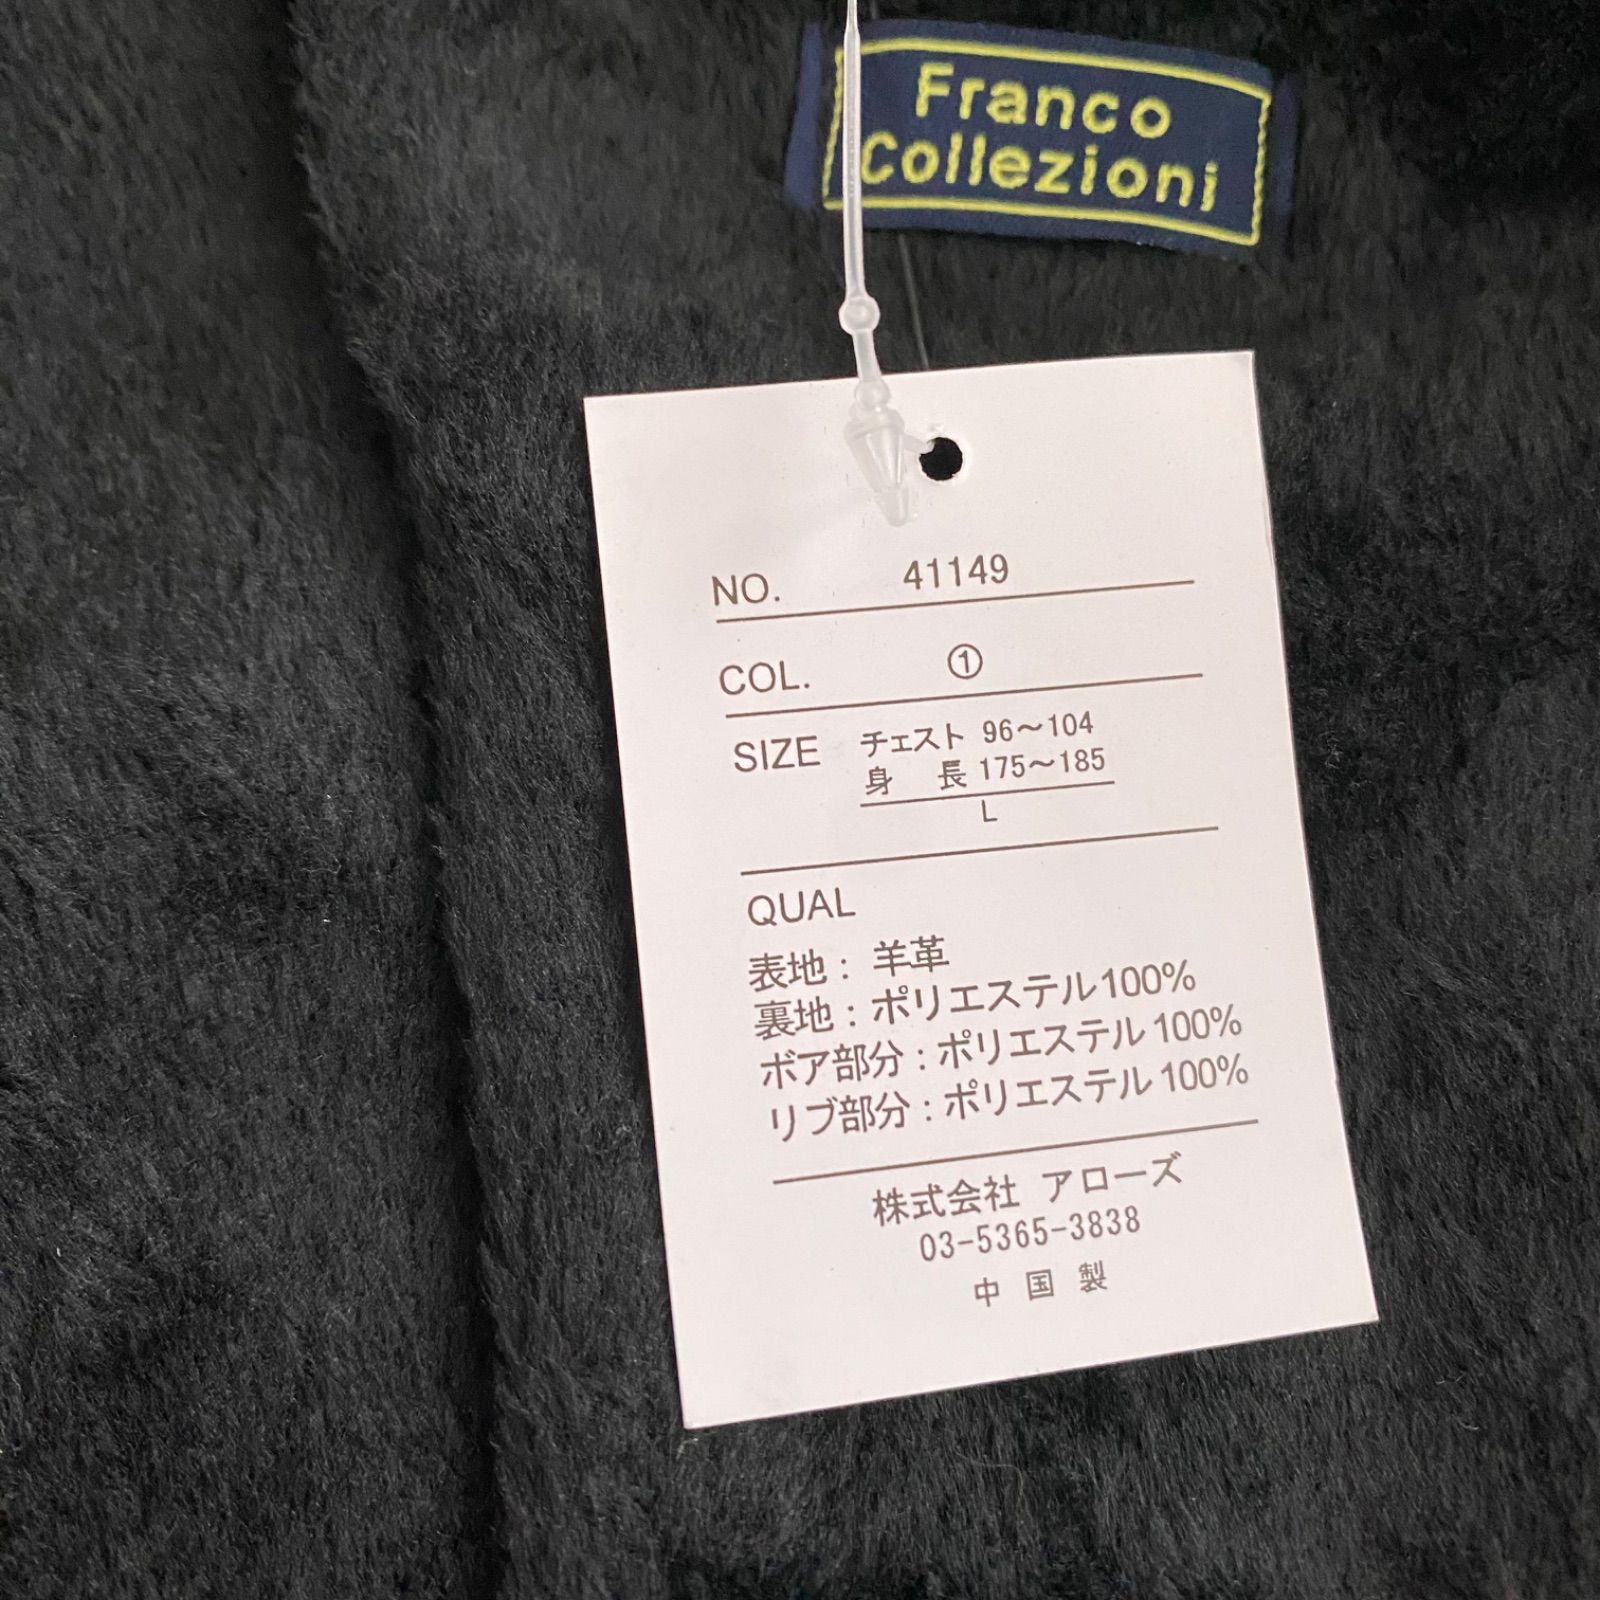 Franco
Collezioni
NO. 41149
COL. ①
SIZE チェスト 96〜104
身 長 175〜185
L
QUAL
表地 : 羊革
裏地 : ポリエステル100%
ボア部分 : ポリエステル100%
リブ部分 : ポリエステル100%
株式会社 アローズ
03-5365-3838
中国製